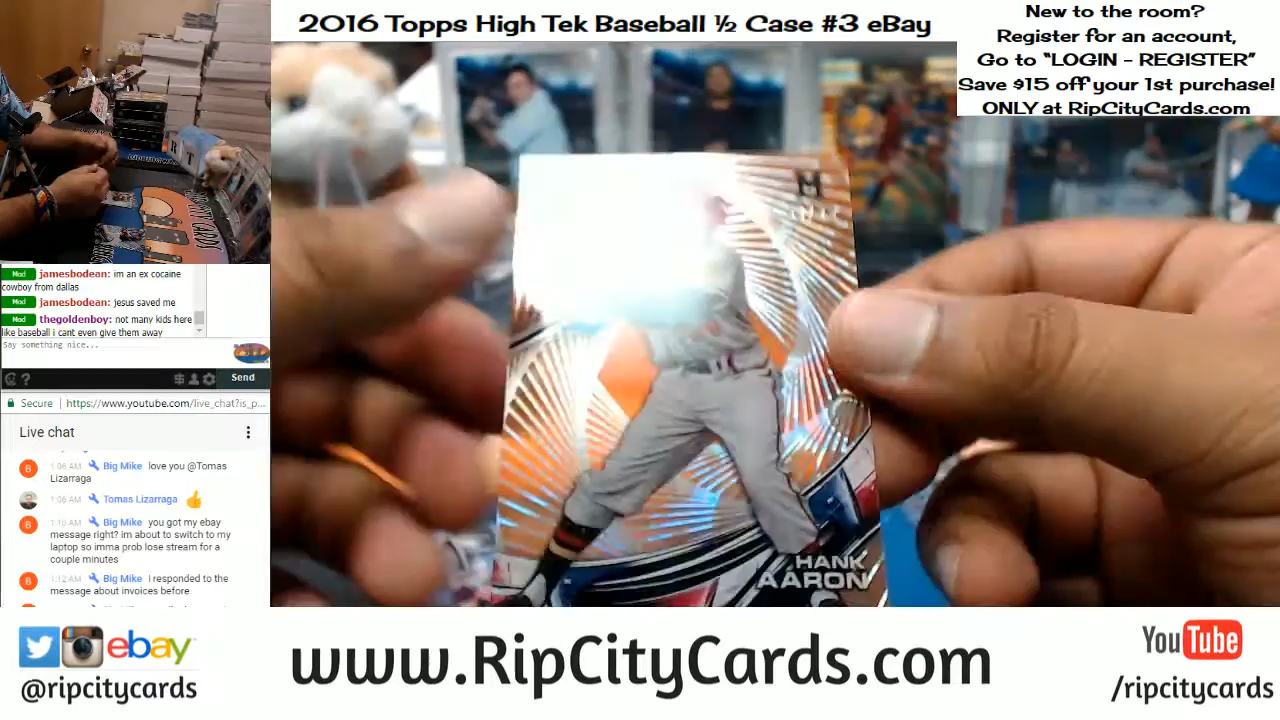 2016 Topps High Tek Baseball ½ Case #3 eBay
New to the room?
Register for an account,
Go to “LOGIN - REGISTER”
Save $15 off your 1st purchase!
ONLY at RipCityCards.com
M
HANK
AARON
Mod jamesbodean: im an ex cocaine
cowboy from dallas
Mod jamesbodean: jesus saved me
Mod thegoldenboy: not many kids here
like baseball i cant even give them away
Say something nice...
Send
Secure https://www.youtube.com/live_chat?is_p...
Live chat
B 1:06 AM Big Mike love you @Tomas
Lizarraga
1:06 AM Tomas Lizarraga 👍
B 1:10 AM Big Mike you got my ebay
message right? im about to switch to my
laptop so imma prob lose stream for a
couple minutes
B 1:12 AM Big Mike i responded to the
message about invoices before
ebay
@ripcitycards
www.RipCityCards.com
YouTube
/ripcitycards